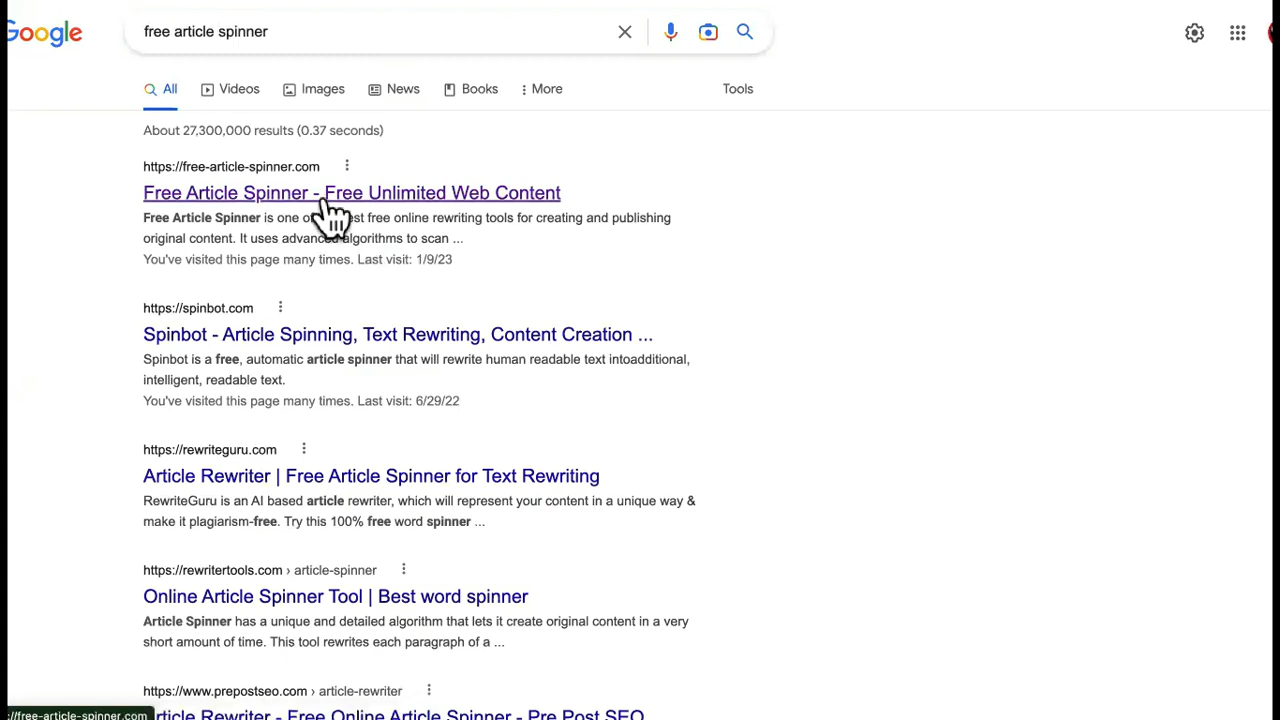 Google
free article spinner
All
Videos
Images
News
Books
More
Tools
About 27,300,000 results (0.37 seconds)
https://free-article-spinner.com
Free Article Spinner - Free Unlimited Web Content
Free Article Spinner is one free online rewriting tools for creating and publishing
original content. It uses advanced algorithms to scan ...
You've visited this page many times. Last visit: 1/9/23
https://spinbot.com
Spinbot - Article Spinning, Text Rewriting, Content Creation ...
Spinbot is a free, automatic article spinner that will rewrite human readable text intoadditional,
intelligent, readable text.
You've visited this page many times. Last visit: 6/29/22
https://rewriteguru.com
Article Rewriter | Free Article Spinner for Text Rewriting
RewriteGuru is an AI based article rewriter, which will represent your content in a unique way &
make it plagiarism-free. Try this 100% free word spinner ...
https://rewritertools.com › article-spinner
Online Article Spinner Tool | Best word spinner
Article Spinner has a unique and detailed algorithm that lets it create original content in a very
short amount of time. This tool rewrites each paragraph of a ...
https://www.prepostseo.com › article-rewriter
Article Rewriter - Free Online Article Spinner - Pre Post SEO
://free-article-spinner.com